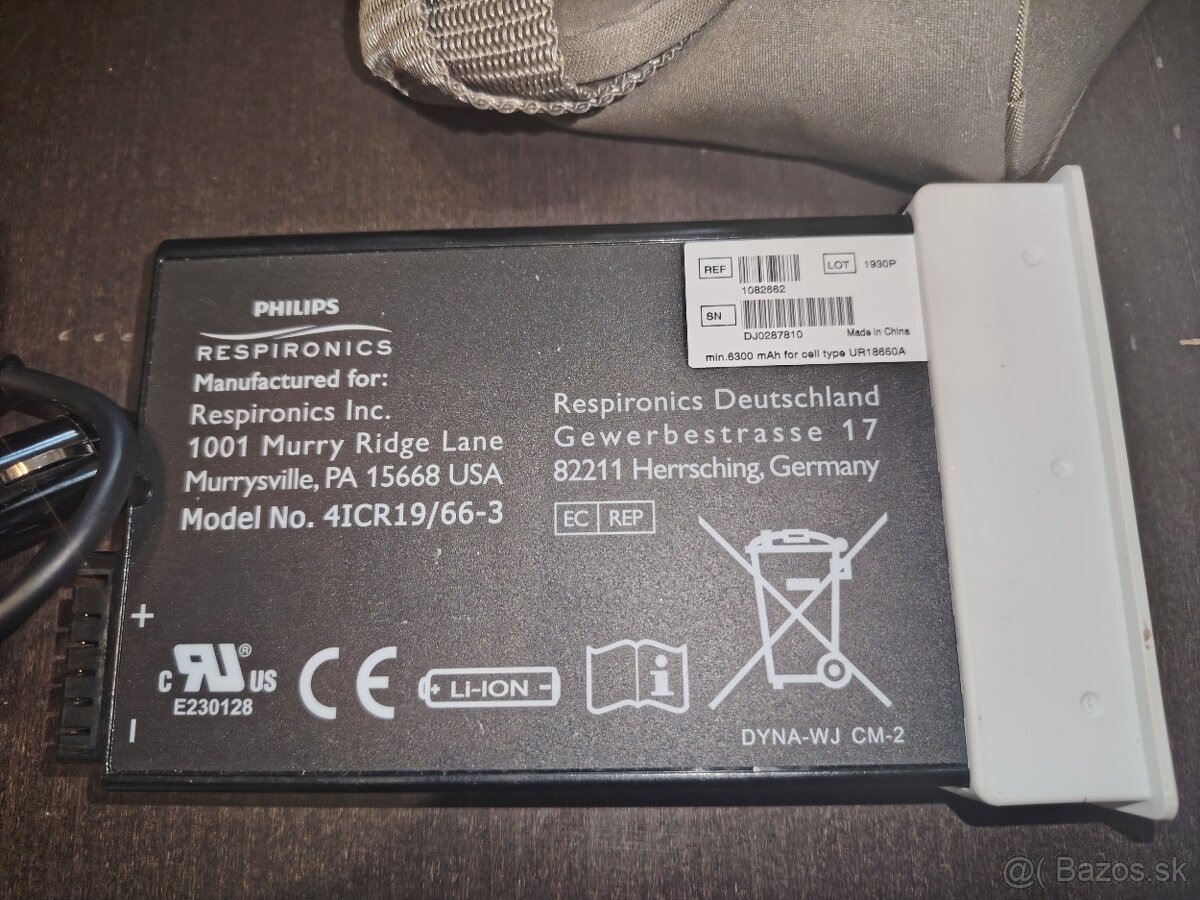 PHILIPS
RESPIRONICS
Manufactured for:
Respironics Inc.
1001 Murry Ridge Lane
Murrysville, PA 15668 USA
Model No. 4ICR19/66-3
REF
LOT 1930P
1082662
SN
DJ0287810
Made in China
min.6300 mAh for cell type UR18650A
Respironics Deutschland
Gewerbestrasse 17
82211 Herrsching, Germany
EC REP
+
C RU ® US
E230128
CE
+ LI-ION -
i
−
DYNA-WJ CM-2
@( Bazos.sk